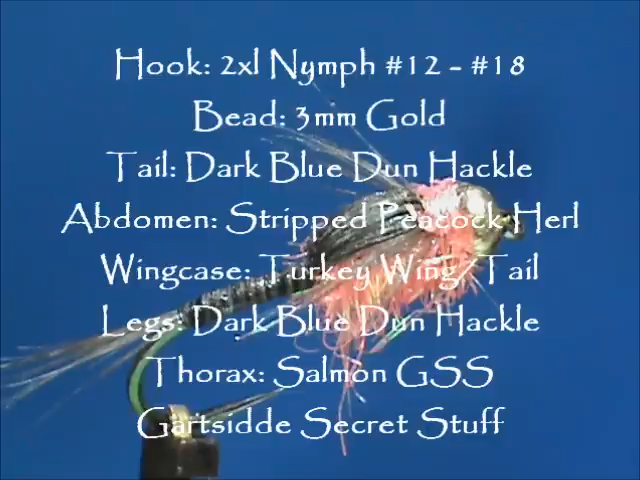 Hook: 2xl Nymph #12 - #18
Bead: 3mm Gold
Tail: Dark Blue Dun Hackle
Abdomen: Stripped Peacock Herl
Wingcase: Turkey Wing/Tail
Legs: Dark Blue Dun Hackle
Thorax: Salmon GSS
Gartsidde Secret Stuff